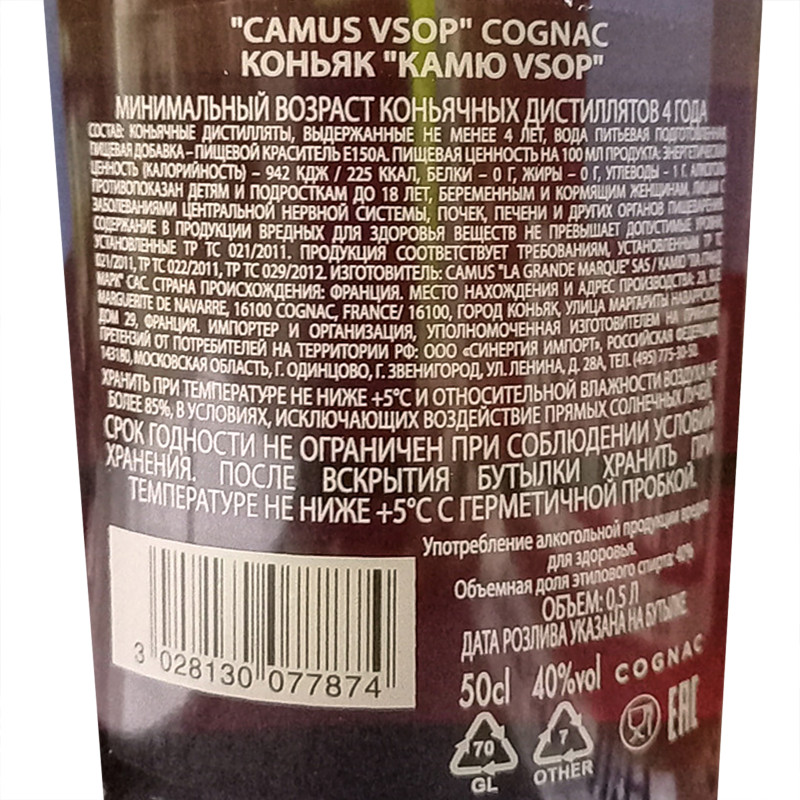 "CAMUS VSOP" COGNAC
КОНЬЯК "КАМЮ VSOP"
МИНИМАЛЬНЫЙ ВОЗРАСТ КОНЬЯЧНЫХ ДИСТИЛЛЯТОВ 4 ГОДА
СОСТАВ: КОНЬЯЧНЫЕ ДИСТИЛЛЯТЫ, ВЫДЕРЖАННЫЕ НЕ МЕНЕЕ 4 ЛЕТ, ВОДА ПИТЬЕВАЯ ПОДГОТОВЛЕННАЯ,
ПИЩЕВАЯ ДОБАВКА – ПИЩЕВОЙ КРАСИТЕЛЬ Е150А. ПИЩЕВАЯ ЦЕННОСТЬ НА 100 МЛ ПРОДУКТА: ЭНЕРГЕТИЧЕСКАЯ
ЦЕННОСТЬ (КАЛОРИЙНОСТЬ) – 942 КДЖ / 225 ККАЛ, БЕЛКИ – 0 Г, ЖИРЫ – 0 Г, УГЛЕВОДЫ – 1 Г. АЛКОГОЛЬ
ПРОТИВОПОКАЗАН ДЕТЯМ И ПОДРОСТКАМ ДО 18 ЛЕТ, БЕРЕМЕННЫМ И КОРМЯЩИМ ЖЕНЩИНАМ, ЛИЦАМ С
ЗАБОЛЕВАНИЯМИ ЦЕНТРАЛЬНОЙ НЕРВНОЙ СИСТЕМЫ, ПОЧЕК, ПЕЧЕНИ И ДРУГИХ ОРГАНОВ ПИЩЕВАРЕНИЯ.
СОДЕРЖАНИЕ В ПРОДУКЦИИ ВРЕДНЫХ ДЛЯ ЗДОРОВЬЯ ВЕЩЕСТВ НЕ ПРЕВЫШАЕТ ДОПУСТИМЫЕ УРОВНИ,
УСТАНОВЛЕННЫЕ ТР ТС 021/2011. ПРОДУКЦИЯ СООТВЕТСТВУЕТ ТРЕБОВАНИЯМ, УСТАНОВЛЕННЫМ ТР ТС
021/2011, ТР ТС 022/2011, ТР ТС 029/2012. ИЗГОТОВИТЕЛЬ: CAMUS "LA GRANDE MARQUE" SAS / КАМЮ "ЛА ГРАНД
МАРК" САС. СТРАНА ПРОИСХОЖДЕНИЯ: ФРАНЦИЯ. МЕСТО НАХОЖДЕНИЯ И АДРЕС ПРОИЗВОДСТВА: 29, RUE
MARGUERITE DE NAVARRE, 16100 COGNAC, FRANCE/ 16100, ГОРОД КОНЬЯК, УЛИЦА МАРГАРИТЫ НАВАРРСКОЙ,
ДОМ 29, ФРАНЦИЯ. ИМПОРТЕР И ОРГАНИЗАЦИЯ, УПОЛНОМОЧЕННАЯ ИЗГОТОВИТЕЛЕМ НА ПРИНЯТИЕ
ПРЕТЕНЗИЙ ОТ ПОТРЕБИТЕЛЕЙ НА ТЕРРИТОРИИ РФ: ООО «СИНЕРГИЯ ИМПОРТ», РОССИЙСКАЯ ФЕДЕРАЦИЯ,
143180, МОСКОВСКАЯ ОБЛАСТЬ, Г. ОДИНЦОВО, Г. ЗВЕНИГОРОД, УЛ. ЛЕНИНА, Д. 28А, ТЕЛ. (495) 775-30-50.
ХРАНИТЬ ПРИ ТЕМПЕРАТУРЕ НЕ НИЖЕ +5°С И ОТНОСИТЕЛЬНОЙ ВЛАЖНОСТИ ВОЗДУХА НЕ
БОЛЕЕ 85%, В УСЛОВИЯХ, ИСКЛЮЧАЮЩИХ ВОЗДЕЙСТВИЕ ПРЯМЫХ СОЛНЕЧНЫХ ЛУЧЕЙ.
СРОК ГОДНОСТИ НЕ ОГРАНИЧЕН ПРИ СОБЛЮДЕНИИ УСЛОВИЙ
ХРАНЕНИЯ. ПОСЛЕ ВСКРЫТИЯ БУТЫЛКИ ХРАНИТЬ ПРИ
ТЕМПЕРАТУРЕ НЕ НИЖЕ +5°С С ГЕРМЕТИЧНОЙ ПРОБКОЙ.
Употребление алкогольной продукции вредно
для здоровья.
Объемная доля этилового спирта: 40%
ОБЪЕМ: 0,5 Л
ДАТА РОЗЛИВА УКАЗАНА НА БУТЫЛКЕ
3 028130 077874
50cl 40%vol COGNAC
70
GL
7
OTHER
EAC